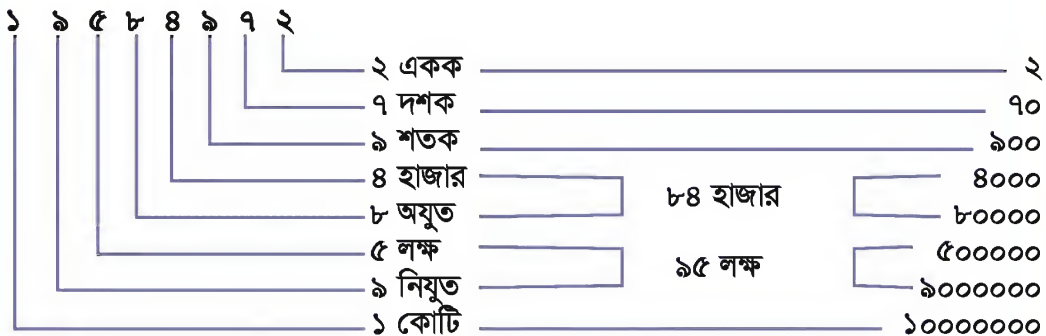 ১ ৯ ৫ ৮ ৪ ৯ ৭ ২
২ একক ২
৭ দশক ৭০
৯ শতক ৯০০
৪ হাজার ৪০০০
৮৪ হাজার
৮ অযুত ৮০০০০
৫ লক্ষ ৫০০০০০
৯৫ লক্ষ
৯ নিযুত ৯০০০০০০
১ কোটি ১০০০০০০০